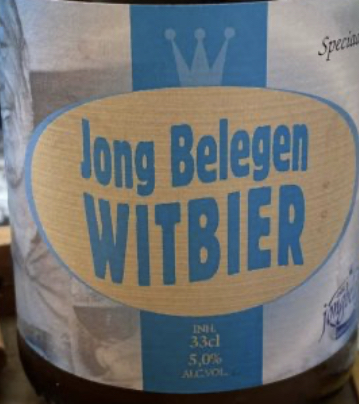 Jong Belegen
WITBIER
INH.
33cl
5,0%
ALC.VOL.